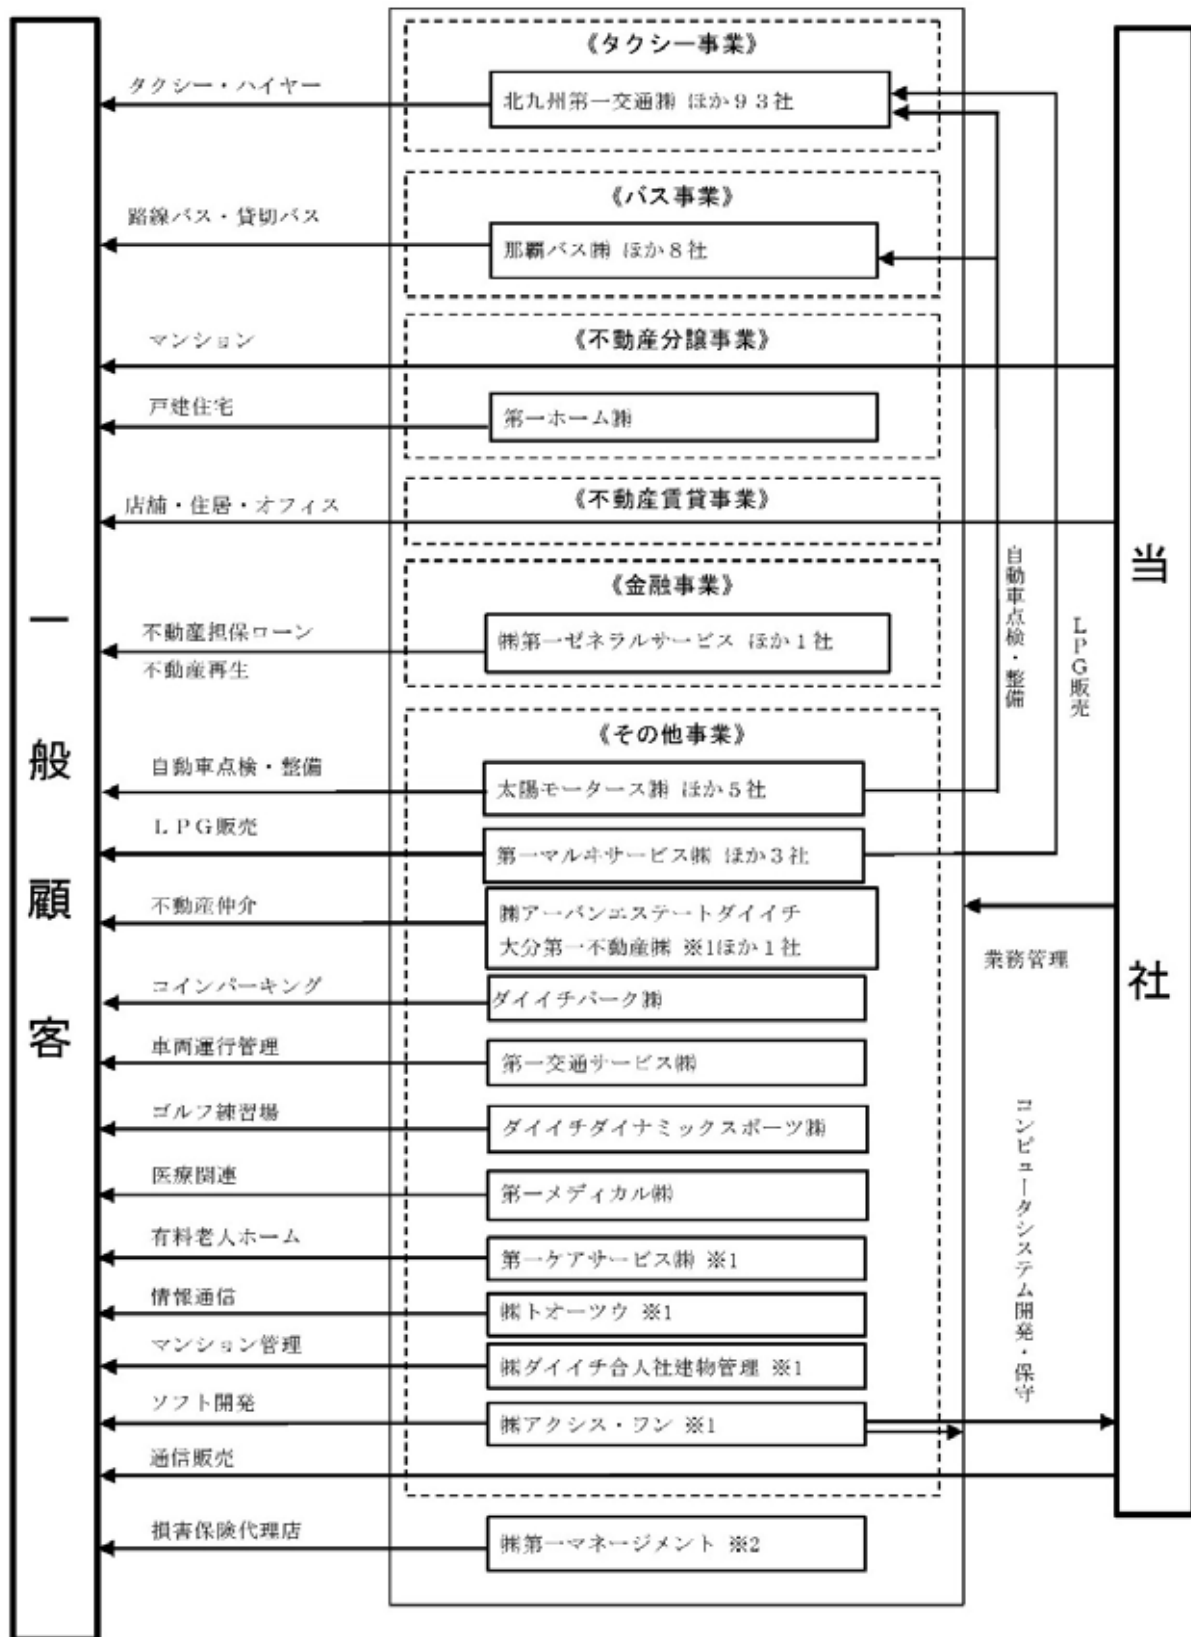 《タクシー事業》
タクシー・ハイヤー
北九州第一交通㈱ ほか93社
《バス事業》
路線バス・貸切バス
那覇バス㈱ ほか8社
《不動産分譲事業》
マンション
戸建住宅
第一ホーム㈱
《不動産賃貸事業》
店舗・住居・オフィス
《金融事業》
不動産担保ローン
不動産再生
㈱第一ゼネラルサービス ほか1社
《その他事業》
自動車点検・整備
太陽モータース㈱ ほか5社
LPG販売
第一マルヰサービス㈱ ほか3社
不動産仲介
㈱アーバンエステートダイイチ
大分第一不動産㈱ ※1ほか1社
コインパーキング
ダイイチパーク㈱
車両運行管理
第一交通サービス㈱
ゴルフ練習場
ダイイチダイナミックスポーツ㈱
医療関連
第一メディカル㈱
有料老人ホーム
第一ケアサービス㈱ ※1
情報通信
㈱トオーツウ ※1
マンション管理
㈱ダイイチ合人社建物管理 ※1
ソフト開発
㈱アクシス・ワン ※1
通信販売
損害保険代理店
㈱第一マネージメント ※2
一般顧客
自動車点検・整備
LPG販売
業務管理
コンピュータシステム開発・保守
当社